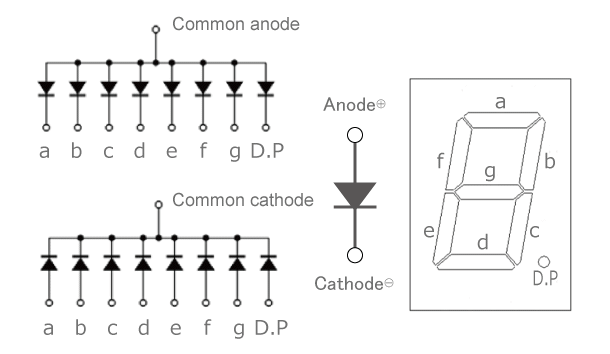 Common anode
a b c d e f g D.P
Common cathode
a b c d e f g D.P
Anode⊕
Cathode⊖
a
f
b
g
e
c
d
D.P